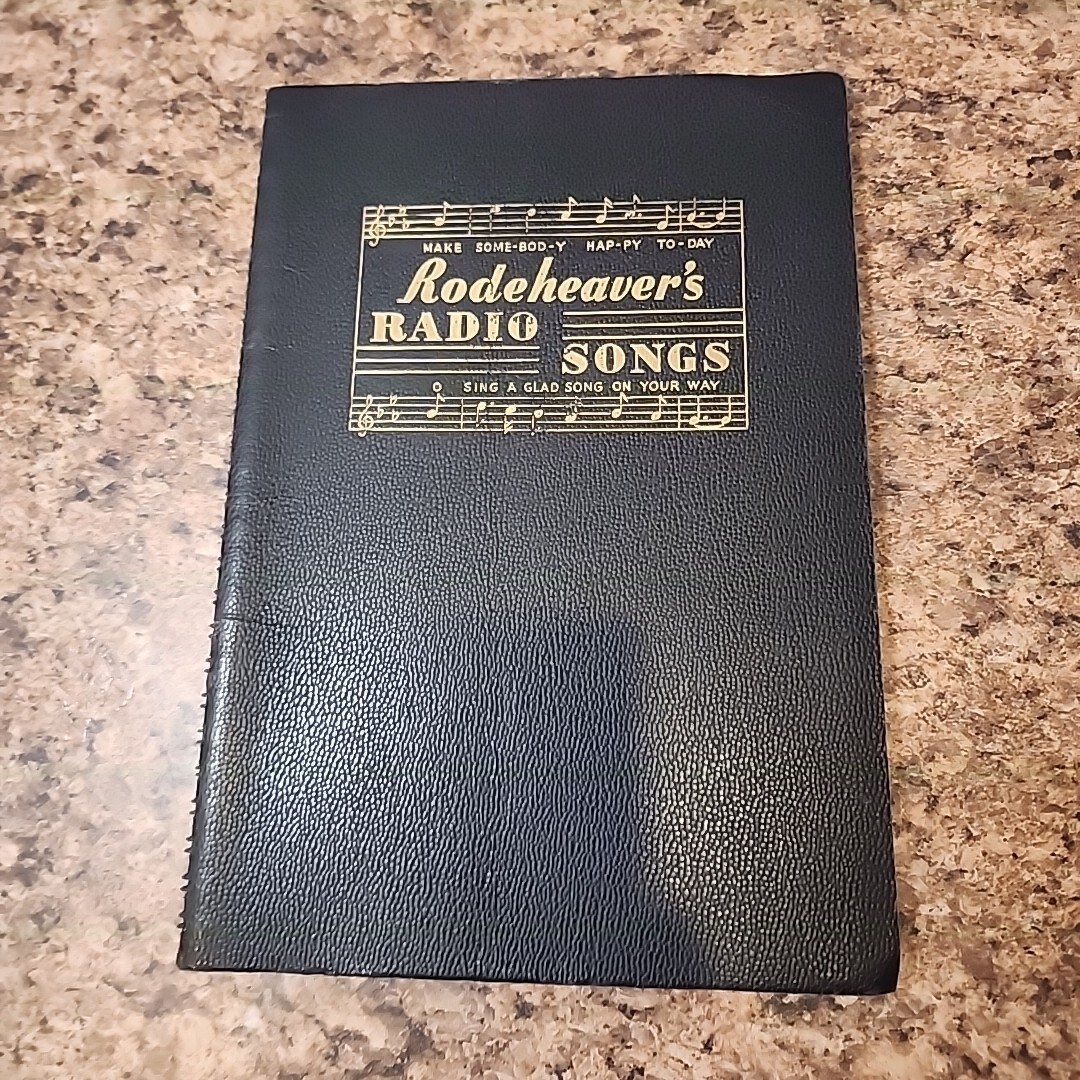 MAKE SOME-BOD-Y HAP-PY TO-DAY
Rodeheaver's
RADIO
SONGS
O SING A GLAD SONG ON YOUR WAY